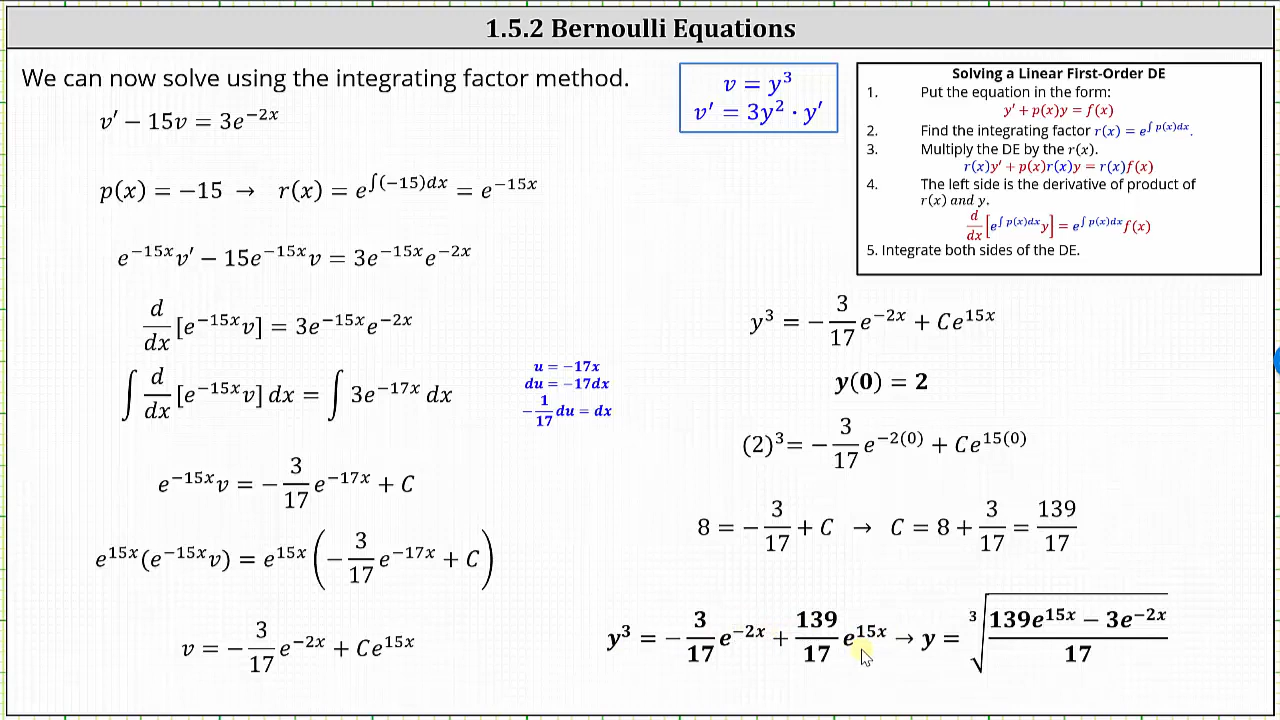 1.5.2 Bernoulli Equations
We can now solve using the integrating factor method.
v′ − 15v = 3e^{−2x}
p(x) = −15 → r(x) = e^{∫(−15)dx} = e^{−15x}
e^{−15x}v′ − 15e^{−15x}v = 3e^{−15x}e^{−2x}
d/dx [e^{−15x}v] = 3e^{−15x}e^{−2x}
∫ d/dx [e^{−15x}v] dx = ∫ 3e^{−17x} dx
u = −17x
du = −17dx
−1/17 du = dx
e^{−15x}v = −3/17 e^{−17x} + C
e^{15x}(e^{−15x}v) = e^{15x}(−3/17 e^{−17x} + C)
v = −3/17 e^{−2x} + Ce^{15x}
v = y³
v′ = 3y² · y′
Solving a Linear First-Order DE
1. Put the equation in the form:
y′ + p(x)y = f(x)
2. Find the integrating factor r(x) = e^{∫ p(x)dx}.
3. Multiply the DE by the r(x).
r(x)y′ + p(x)r(x)y = r(x)f(x)
4. The left side is the derivative of product of
r(x) and y.
d/dx [e^{∫ p(x)dx}y] = e^{∫ p(x)dx}f(x)
5. Integrate both sides of the DE.
y³ = −3/17 e^{−2x} + Ce^{15x}
y(0) = 2
(2)³ = −3/17 e^{−2(0)} + Ce^{15(0)}
8 = −3/17 + C → C = 8 + 3/17 = 139/17
y³ = −3/17 e^{−2x} + 139/17 e^{15x} → y = ∛((139e^{15x} − 3e^{−2x})/17)